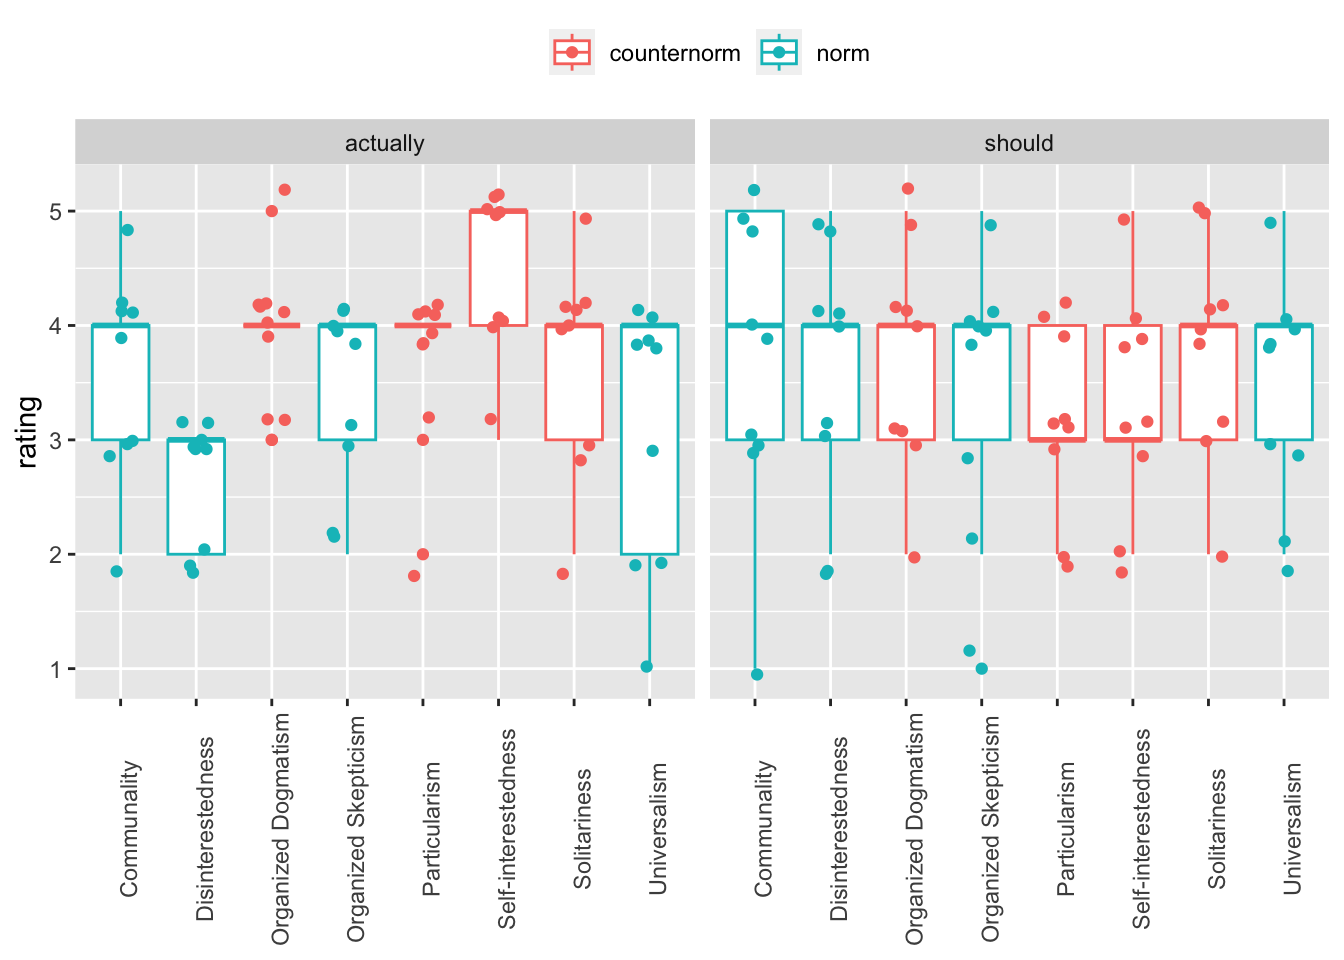 counternorm norm
actually should
rating
5
4
3
2
1
Communality
Disinterestedness
Organized Dogmatism
Organized Skepticism
Particularism
Self-interestedness
Solitariness
Universalism
Communality
Disinterestedness
Organized Dogmatism
Organized Skepticism
Particularism
Self-interestedness
Solitariness
Universalism